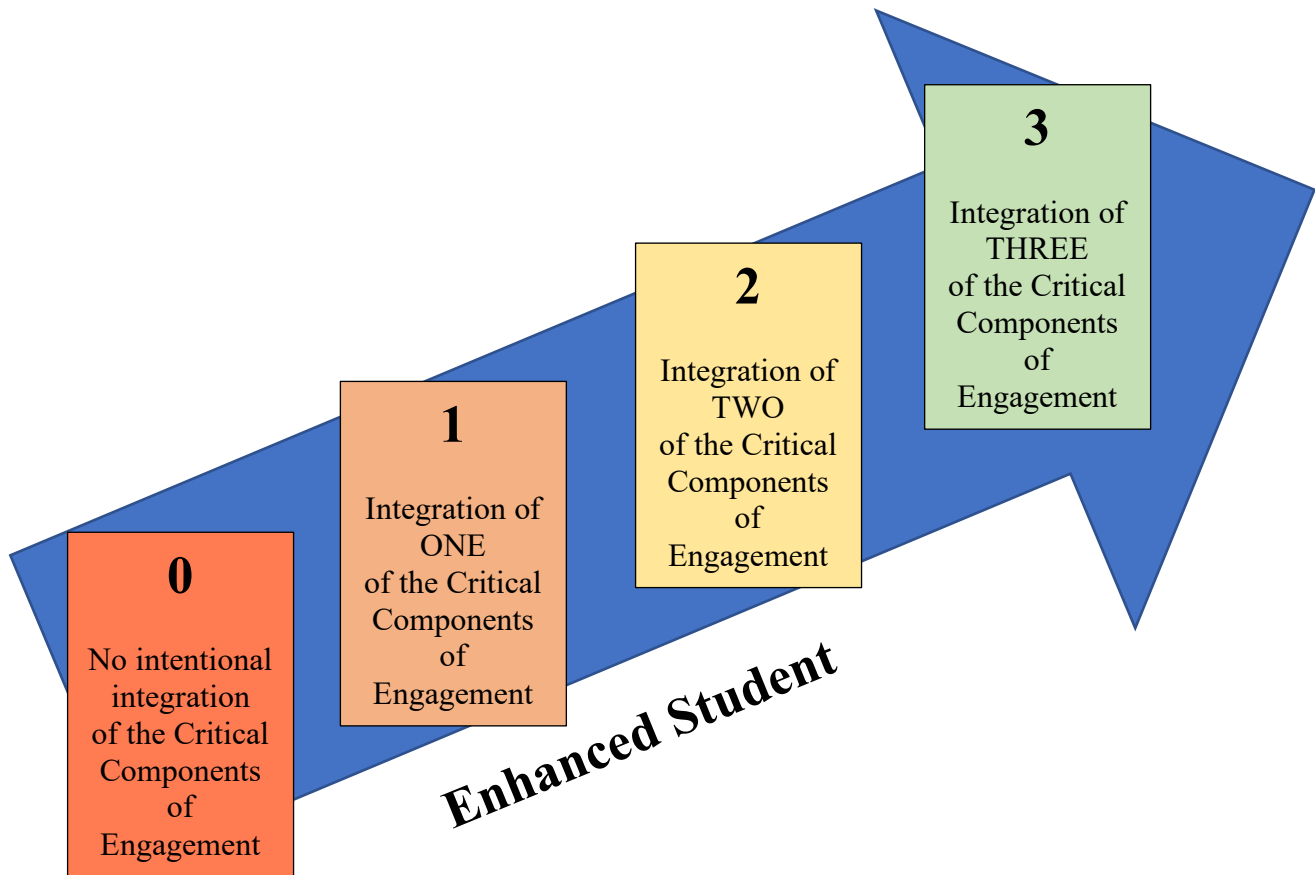 0
No intentional
integration
of the Critical
Components
of
Engagement
1
Integration of
ONE
of the Critical
Components
of
Engagement
2
Integration of
TWO
of the Critical
Components
of
Engagement
3
Integration of
THREE
of the Critical
Components
of
Engagement
Enhanced Student